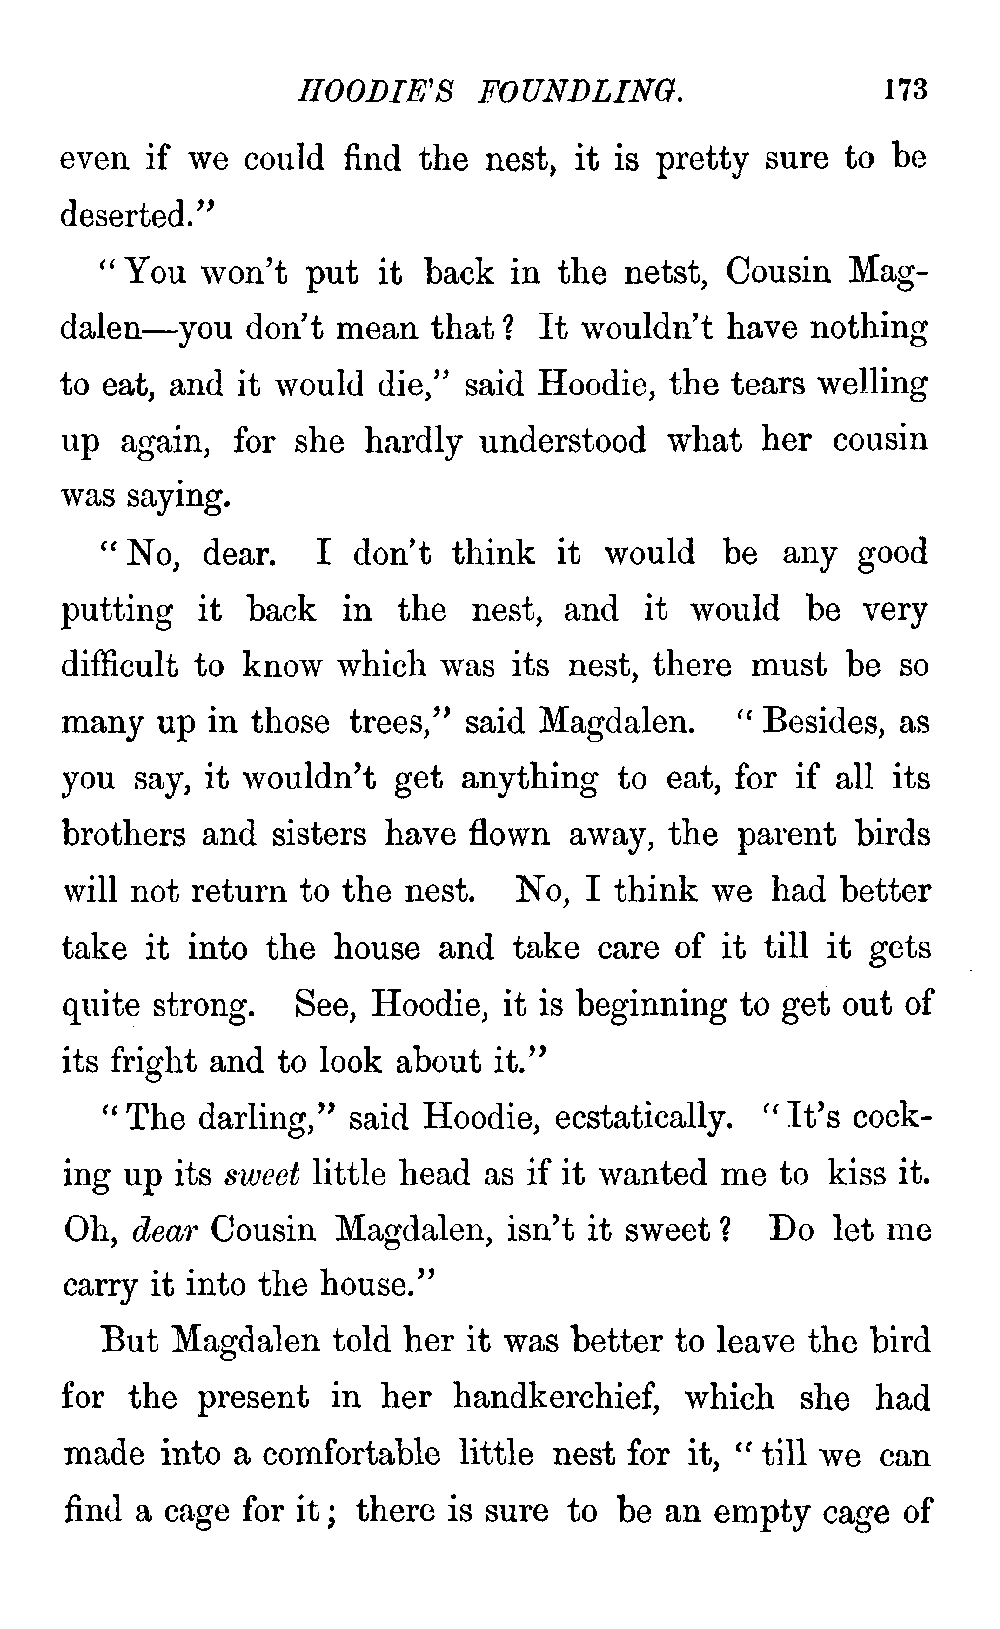 HOODIE'S FOUNDLING. 173
even if we could find the nest, it is pretty sure to be
deserted."
"You won't put it back in the netst, Cousin Mag-
dalen—you don't mean that? It wouldn't have nothing
to eat, and it would die," said Hoodie, the tears welling
up again, for she hardly understood what her cousin
was saying.
"No, dear. I don't think it would be any good
putting it back in the nest, and it would be very
difficult to know which was its nest, there must be so
many up in those trees," said Magdalen. "Besides, as
you say, it wouldn't get anything to eat, for if all its
brothers and sisters have flown away, the parent birds
will not return to the nest. No, I think we had better
take it into the house and take care of it till it gets
quite strong. See, Hoodie, it is beginning to get out of
its fright and to look about it."
"The darling," said Hoodie, ecstatically. "It's cock-
ing up its sweet little head as if it wanted me to kiss it.
Oh, dear Cousin Magdalen, isn't it sweet? Do let me
carry it into the house."
But Magdalen told her it was better to leave the bird
for the present in her handkerchief, which she had
made into a comfortable little nest for it, "till we can
find a cage for it; there is sure to be an empty cage of